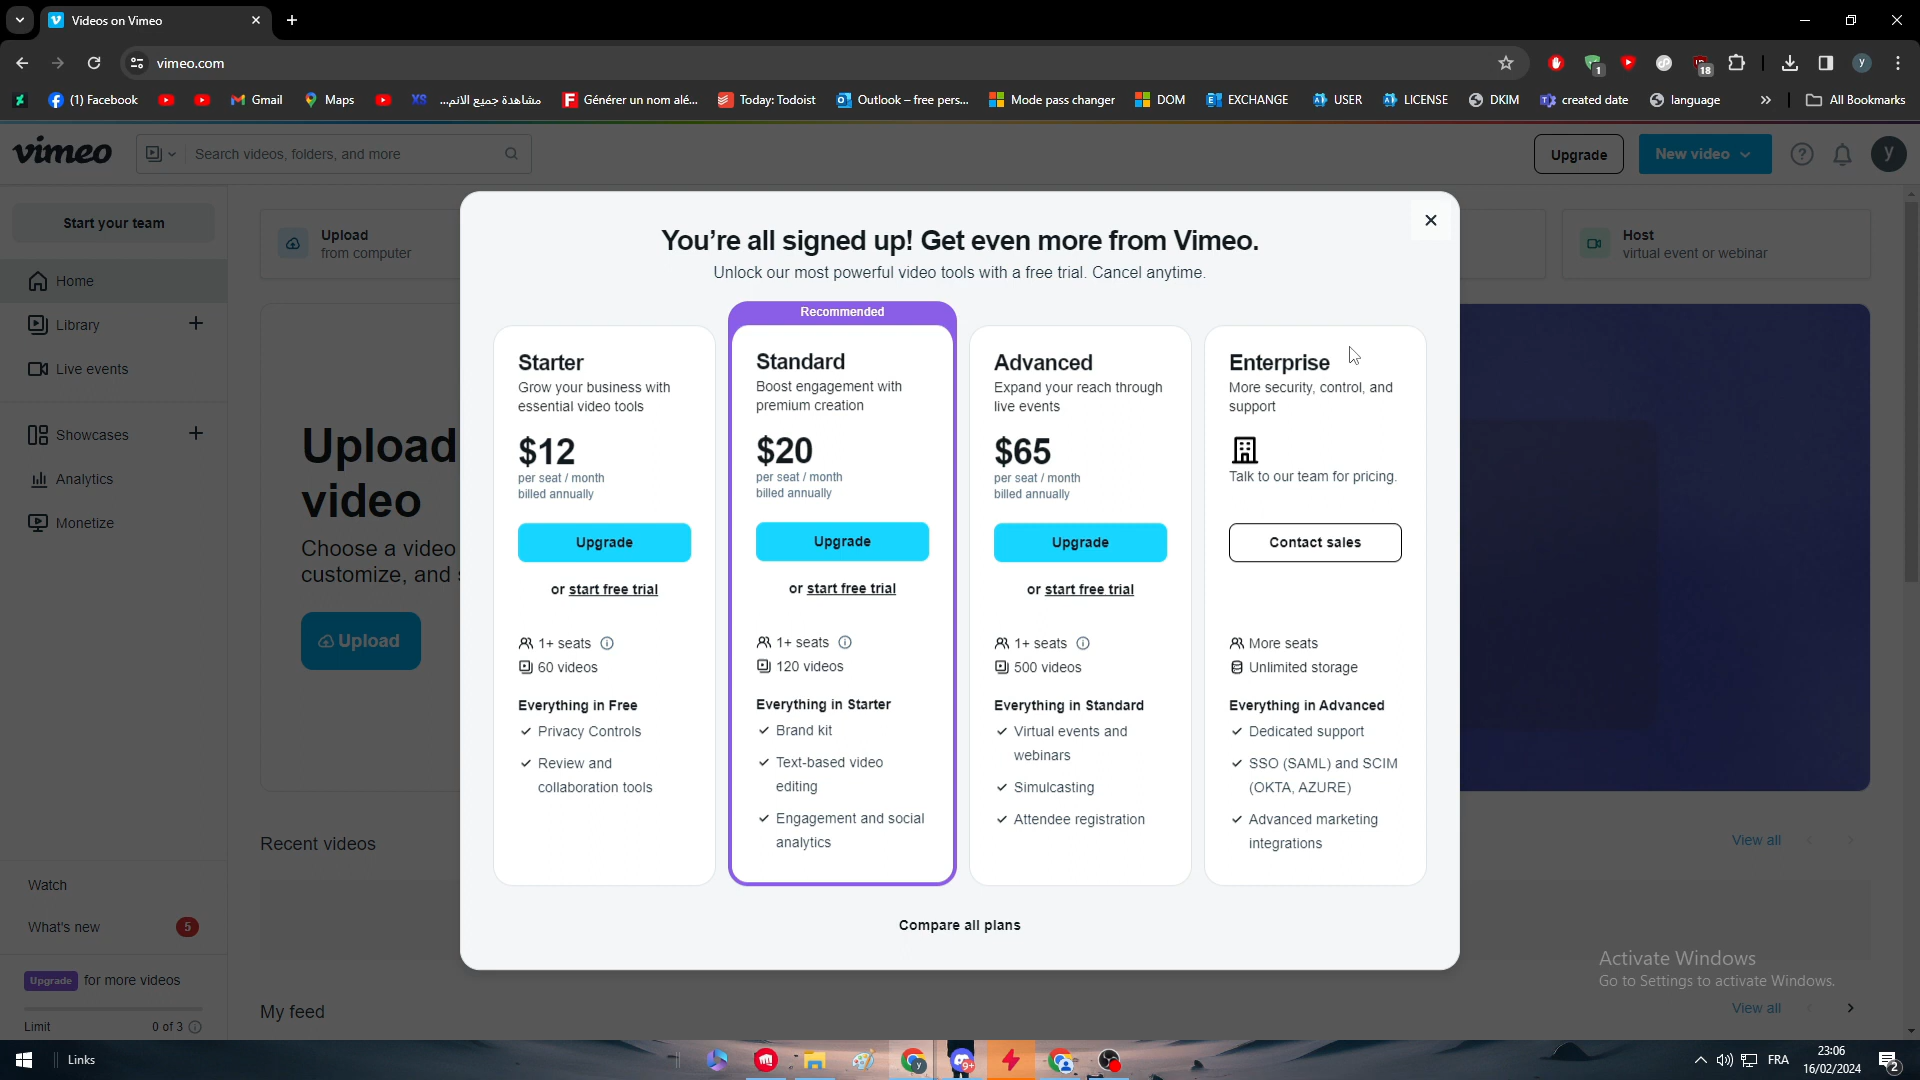 Videos on Vimeo
vimeo.com
1
18
y
(1) Facebook
Gmail
Maps
مشاهدة جميع الانم...
Générer un nom alé...
Today: Todoist
Outlook – free pers...
Mode pass changer
DOM
EXCHANGE
USER
LICENSE
DKIM
created date
language
All Bookmarks
vimeo
Search videos, folders, and more
Upgrade
New video
y
Start your team
Home
Library
Live events
Showcases
Analytics
Monetize
Watch
What's new
5
Upgrade for more videos
Limit
0 of 3
Upload
from computer
Host
virtual event or webinar
Upload
video
Choose a video
customize, and
Upload
Recent videos
View all
My feed
View all
You're all signed up! Get even more from Vimeo.
Unlock our most powerful video tools with a free trial. Cancel anytime.
Starter
Grow your business with
essential video tools
$12
per seat / month
billed annually
Upgrade
or start free trial
1+ seats
60 videos
Everything in Free
Privacy Controls
Review and
collaboration tools
Recommended
Standard
Boost engagement with
premium creation
$20
per seat / month
billed annually
Upgrade
or start free trial
1+ seats
120 videos
Everything in Starter
Brand kit
Text-based video
editing
Engagement and social
analytics
Advanced
Expand your reach through
live events
$65
per seat / month
billed annually
Upgrade
or start free trial
1+ seats
500 videos
Everything in Standard
Virtual events and
webinars
Simulcasting
Attendee registration
Enterprise
More security, control, and
support
Talk to our team for pricing.
Contact sales
More seats
Unlimited storage
Everything in Advanced
Dedicated support
SSO (SAML) and SCIM
(OKTA, AZURE)
Advanced marketing
integrations
Compare all plans
Activate Windows
Go to Settings to activate Windows.
Links
9+
FRA
23:06
16/02/2024
2